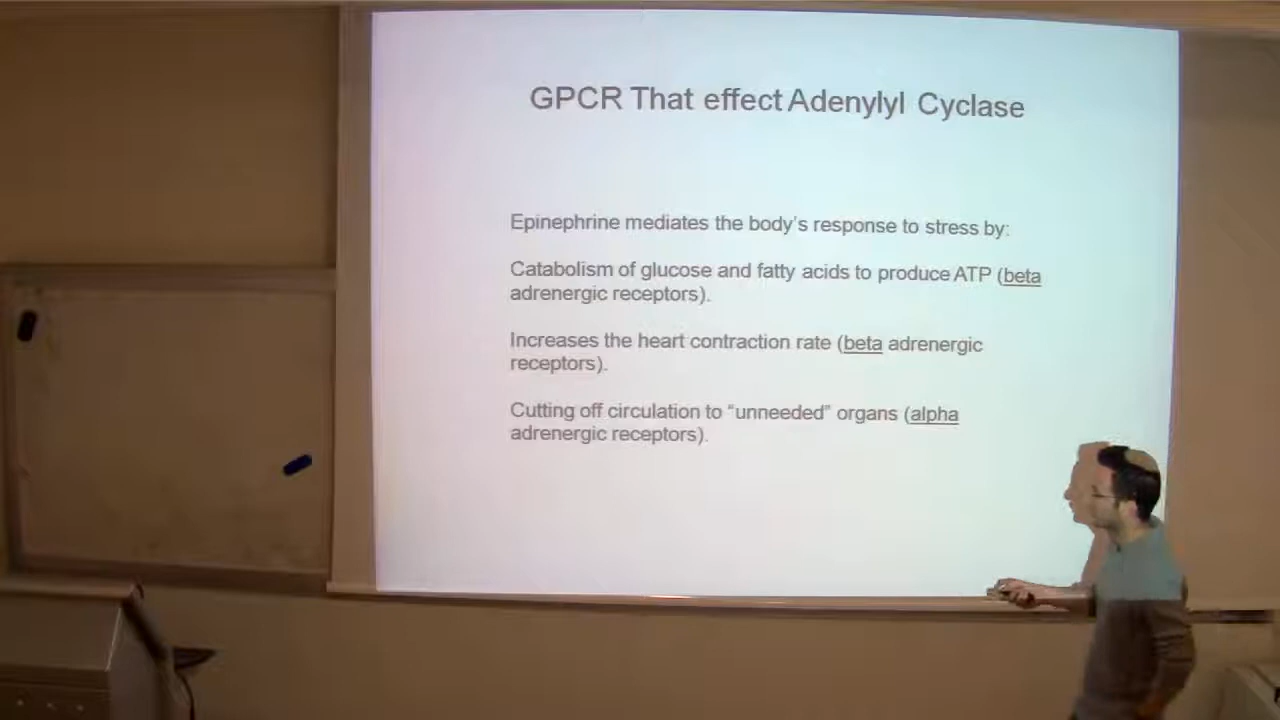 GPCR That effect Adenylyl Cyclase
Epinephrine mediates the body's response to stress by:
Catabolism of glucose and fatty acids to produce ATP (beta
adrenergic receptors).
Increases the heart contraction rate (beta adrenergic
receptors).
Cutting off circulation to "unneeded" organs (alpha
adrenergic receptors).